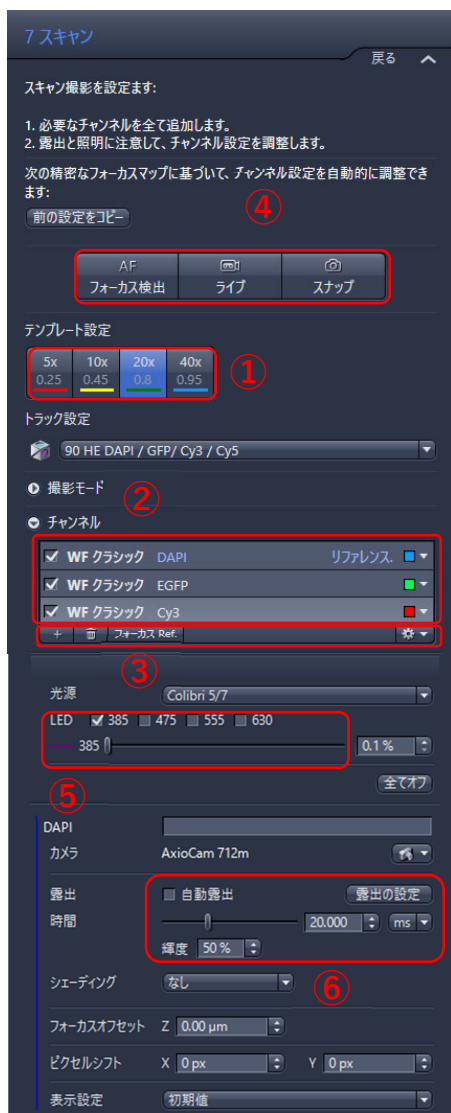 7 スキャン
戻る
スキャン撮影を設定ます:
1. 必要なチャンネルを全て追加します。
2. 露出と照明に注意して、チャンネル設定を調整します。
次の精密なフォーカスマップに基づいて、チャンネル設定を自動的に調整でき
ます:
④
前の設定をコピー
AF
フォーカス検出 ライブ スナップ
テンプレート設定
5x 10x 20x 40x
0.25 0.45 0.8 0.95
①
トラック設定
90 HE DAPI / GFP/ Cy3 / Cy5
撮影モード
②
チャンネル
WF クラシック DAPI リファレンス.
WF クラシック EGFP
WF クラシック Cy3
+ フォーカス Ref.
③
光源 Colibri 5/7
LED 385 475 555 630
385 0.1 %
全てオフ
⑤
DAPI
カメラ AxioCam 712m
露出 自動露出 露出の設定
時間 20.000 ms
輝度 50 %
シェーディング なし
⑥
フォーカスオフセット Z 0.00 µm
ピクセルシフト X 0 px Y 0 px
表示設定 初期値